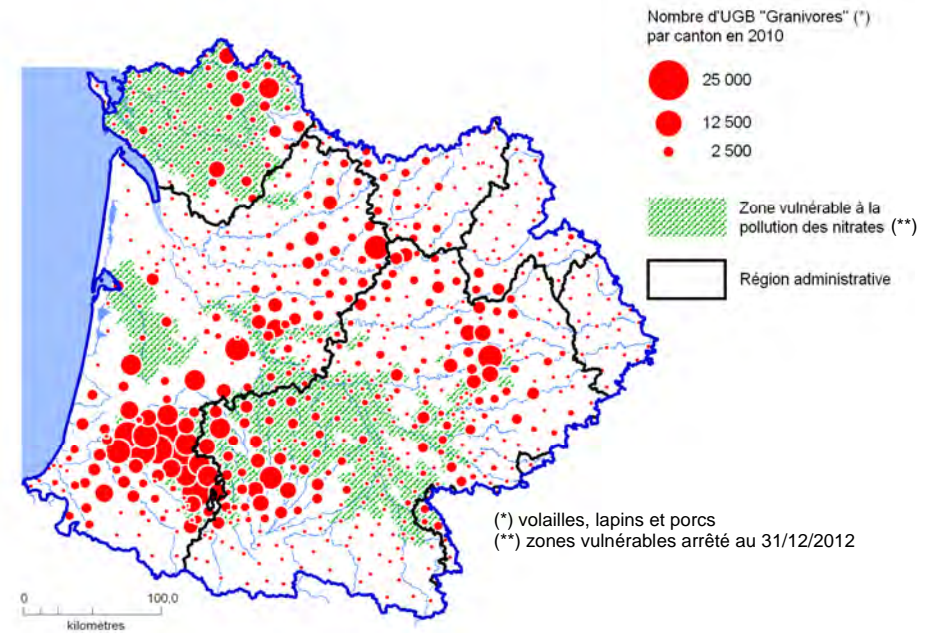 Nombre d'UGB "Granivores" (*)
par canton en 2010
25 000
12 500
2 500
Zone vulnérable à la
pollution des nitrates (**)
Région administrative
(*) volailles, lapins et porcs
(**) zones vulnérables arrêté au 31/12/2012
0 100,0
kilomètres